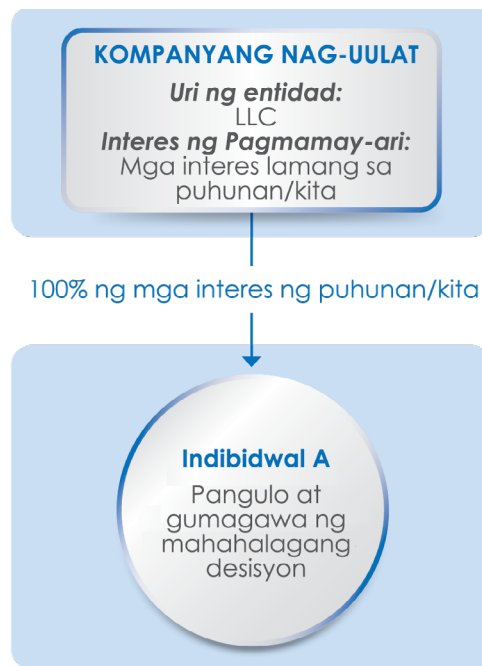 KOMPANYANG NAG-UULAT
Uri ng entidad:
LLC
Interes ng Pagmamay-ari:
Mga interes lamang sa
puhunan/kita
100% ng mga interes ng puhunan/kita
Indibidwal A
Pangulo at
gumagawa ng
mahahalagang
desisyon